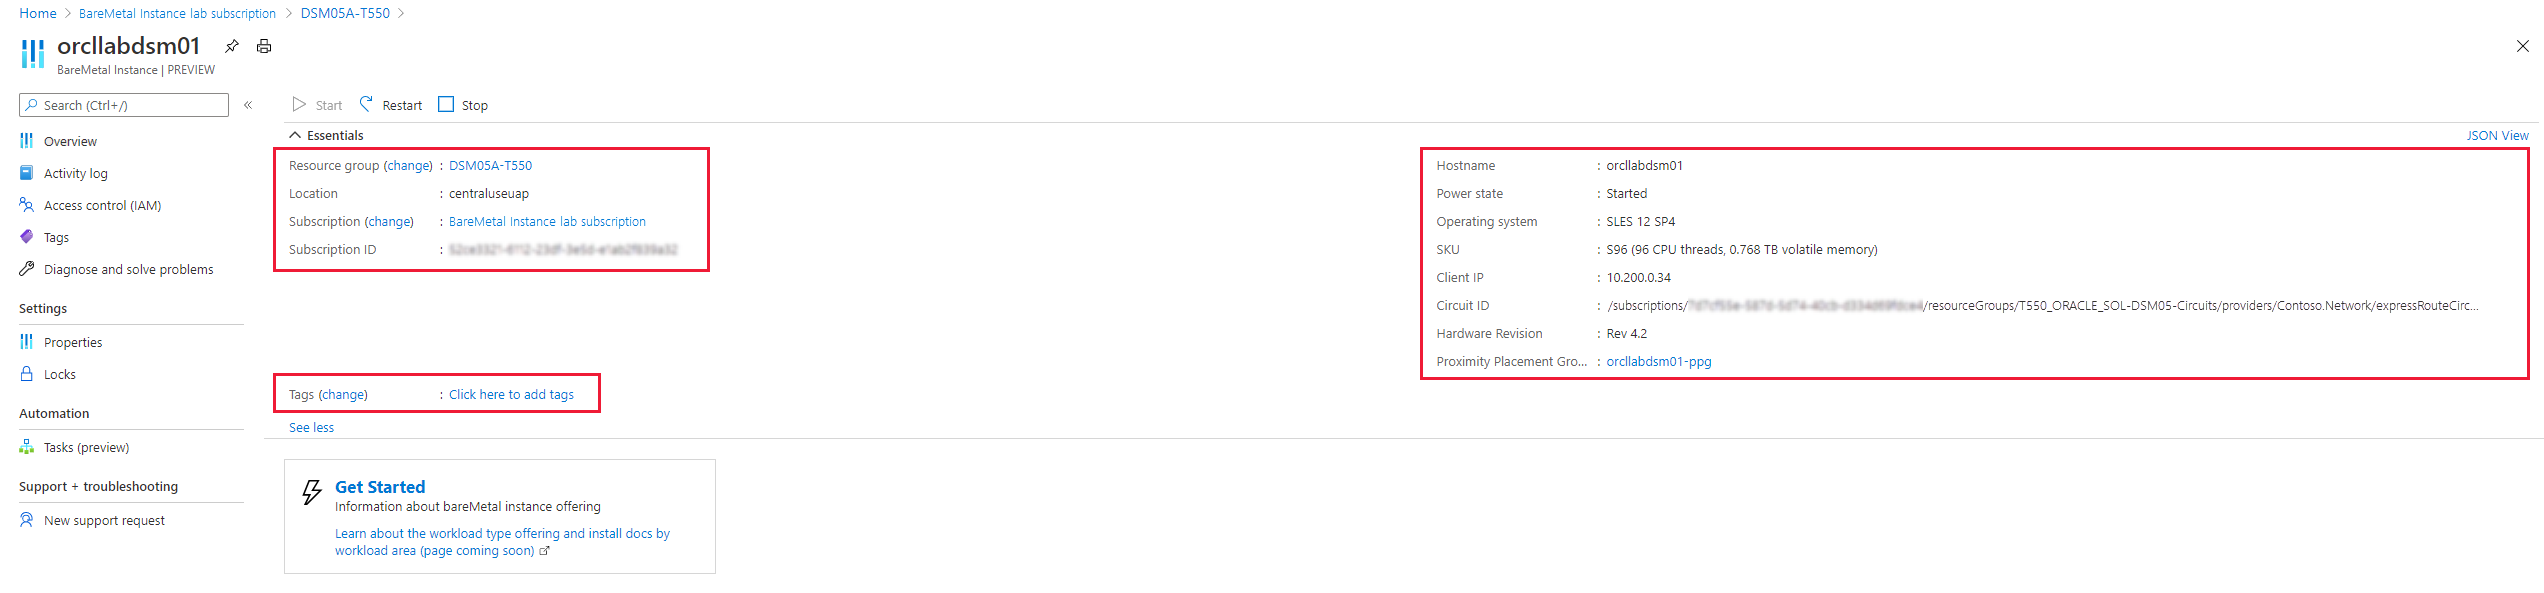 Home > BareMetal Instance lab subscription > DSM05A-T550 >
orcllabdsm01
BareMetal Instance | PREVIEW
Search (Ctrl+/)
«
Overview
Activity log
Access control (IAM)
Tags
Diagnose and solve problems
Settings
Properties
Locks
Automation
Tasks (preview)
Support + troubleshooting
New support request
Start Restart Stop
Essentials
JSON View
Resource group (change) : DSM05A-T550
Location : centraluseuap
Subscription (change) : BareMetal Instance lab subscription
Subscription ID :
Tags (change) : Click here to add tags
See less
Hostname : orcllabdsm01
Power state : Started
Operating system : SLES 12 SP4
SKU : S96 (96 CPU threads, 0.768 TB volatile memory)
Client IP : 10.200.0.34
Circuit ID : /subscriptions/ /resourceGroups/T550_ORACLE_SOL-DSM05-Circuits/providers/Contoso.Network/expressRouteCirc...
Hardware Revision : Rev 4.2
Proximity Placement Gro... : orcllabdsm01-ppg
Get Started
Information about bareMetal instance offering
Learn about the workload type offering and install docs by
workload area (page coming soon)